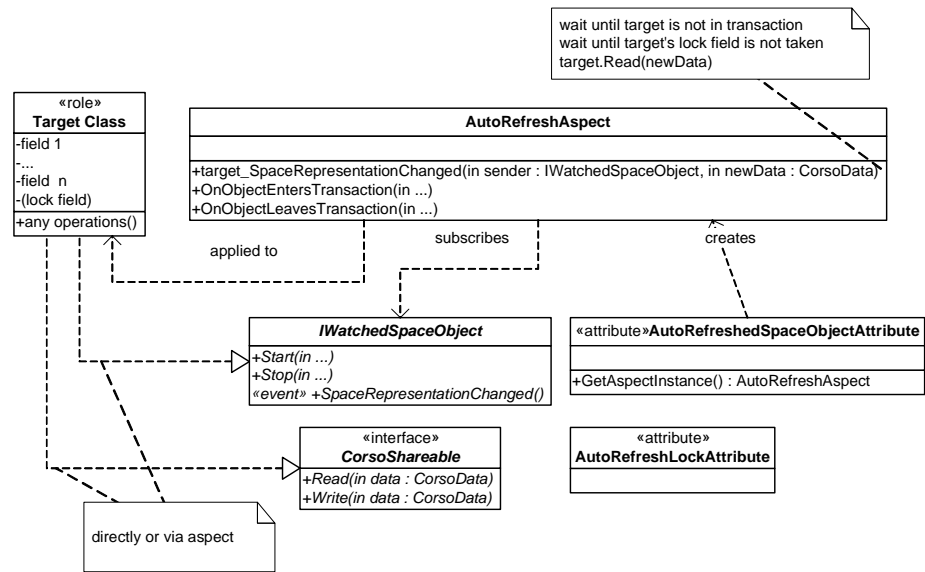 wait until target is not in transaction
wait until target's lock field is not taken
target.Read(newData)
«role»
Target Class
-field 1
-...
-field n
-(lock field)
+any operations()
AutoRefreshAspect
+target_SpaceRepresentationChanged(in sender : IWatchedSpaceObject, in newData : CorsoData)
+OnObjectEntersTransaction(in ...)
+OnObjectLeavesTransaction(in ...)
applied to
subscribes
creates
IWatchedSpaceObject
+Start(in ...)
+Stop(in ...)
«event» +SpaceRepresentationChanged()
«attribute»AutoRefreshedSpaceObjectAttribute
+GetAspectInstance() : AutoRefreshAspect
«interface»
CorsoShareable
+Read(in data : CorsoData)
+Write(in data : CorsoData)
«attribute»
AutoRefreshLockAttribute
directly or via aspect